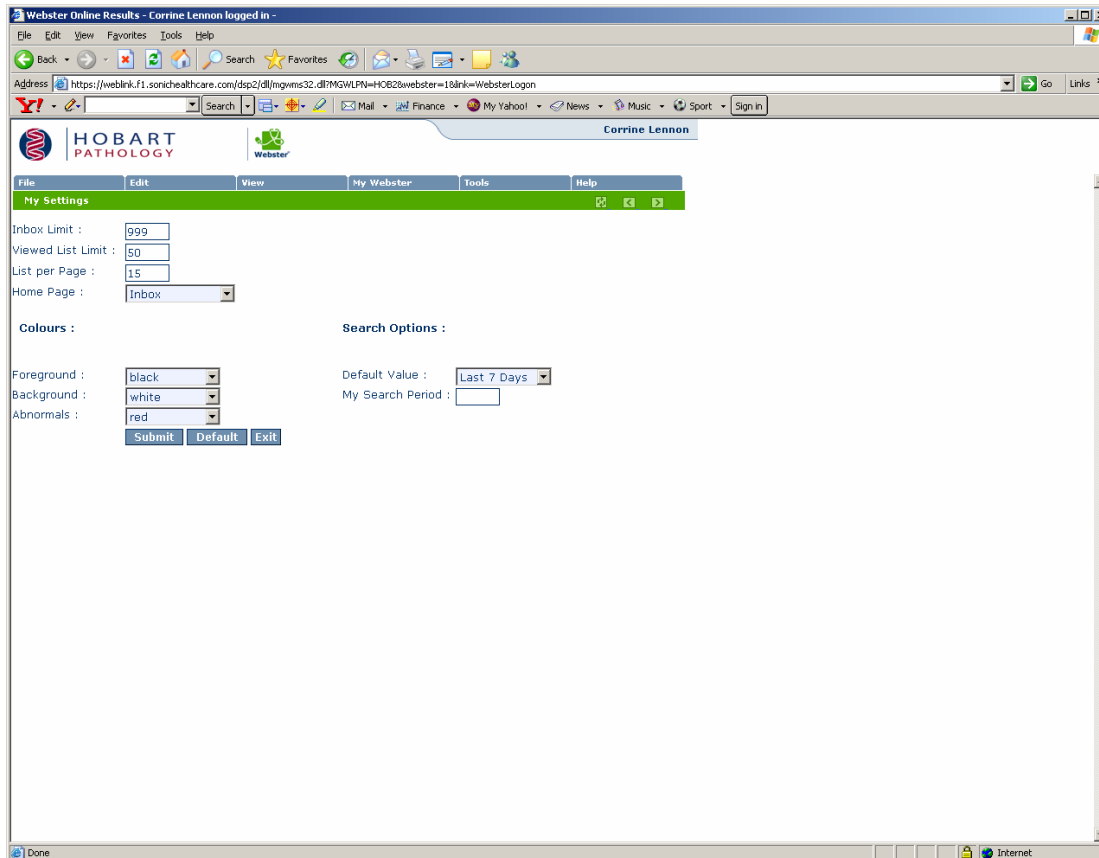 Webster Online Results - Corrine Lennon logged in -
File Edit View Favorites Tools Help
Back Search Favorites
Address https://weblink.f1.sonichealthcare.com/dsp2/dll/mgwms32.dll?MGWLPN=HOB2&webster=1&link=WebsterLogon Go Links
Y! Search Mail Finance My Yahoo! News Music Sport Sign in
Corrine Lennon
HOBART
PATHOLOGY
Webster
File Edit View My Webster Tools Help
My Settings
Inbox Limit : 999
Viewed List Limit : 50
List per Page : 15
Home Page : Inbox
Colours : Search Options :
Foreground : black Default Value : Last 7 Days
Background : white My Search Period :
Abnormals : red
Submit Default Exit
Done Internet